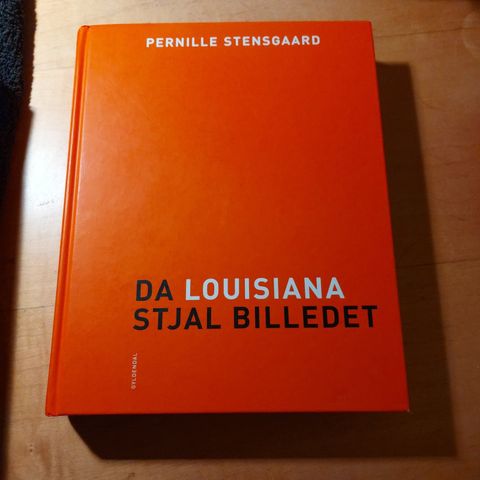 PERNILLE STENSGAARD
DA LOUISIANA
STJAL BILLEDET
GYLDENDAL